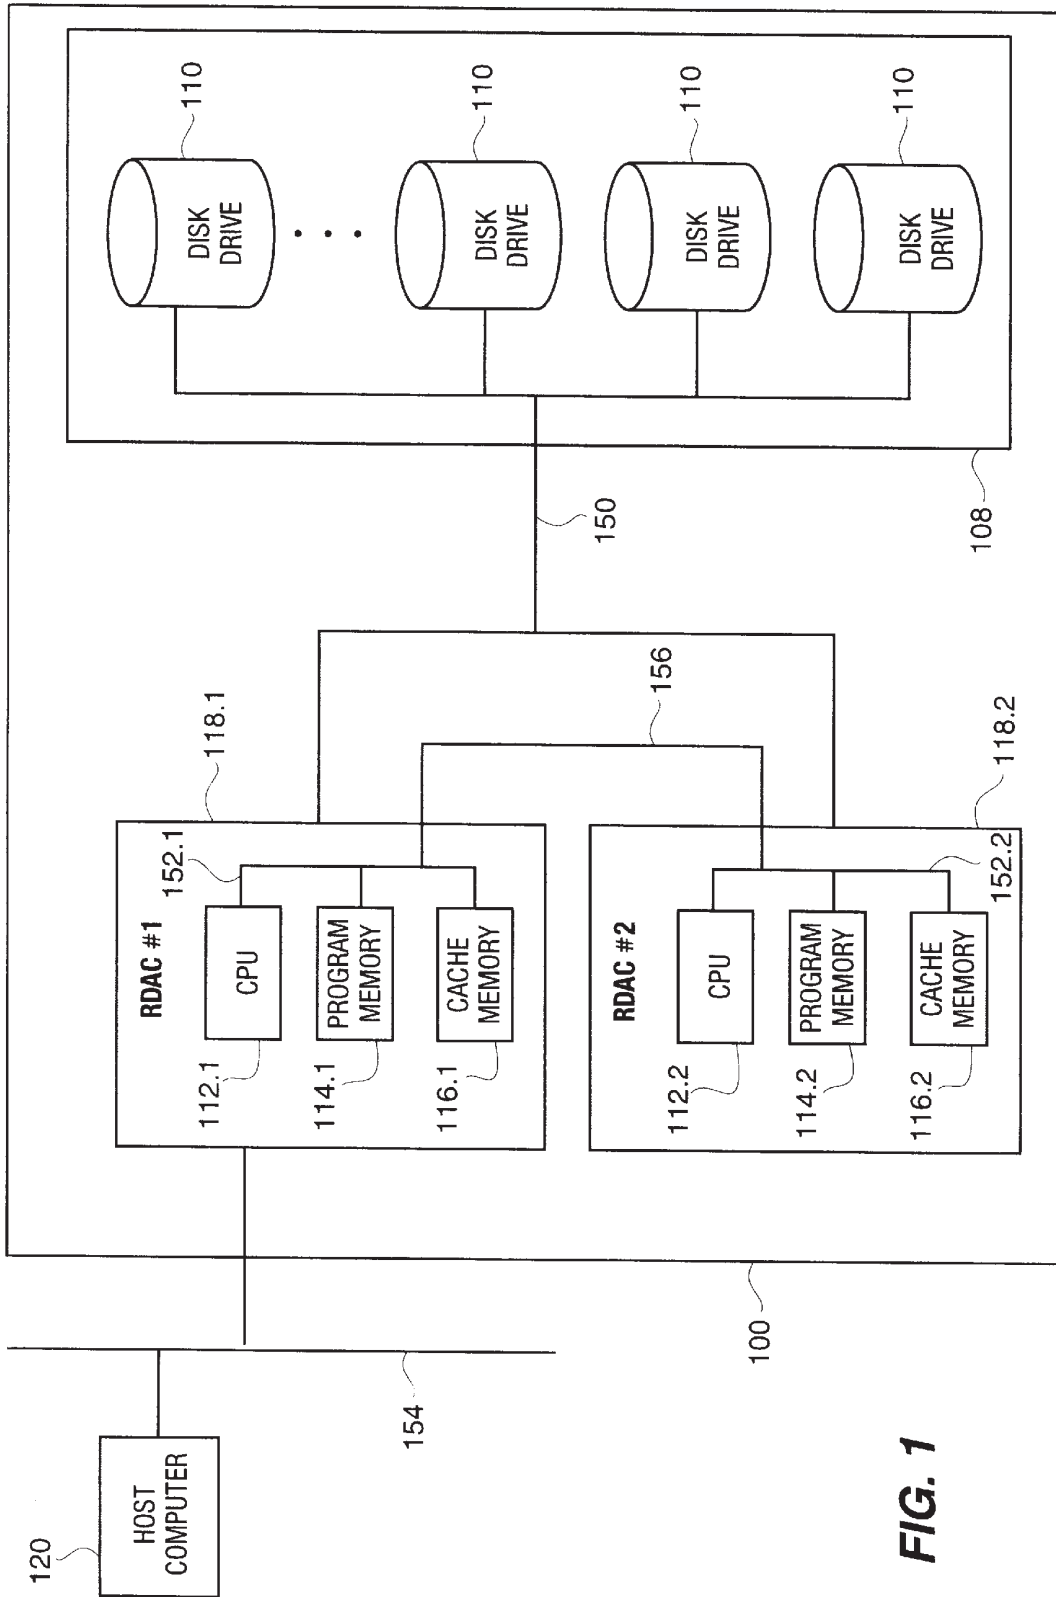 120
HOST
COMPUTER
154
100
118.1
RDAC #1
152.1
112.1
CPU
114.1
PROGRAM
MEMORY
116.1
CACHE
MEMORY
156
118.2
RDAC #2
152.2
112.2
CPU
114.2
PROGRAM
MEMORY
116.2
CACHE
MEMORY
150
108
110
DISK
DRIVE
110
DISK
DRIVE
110
DISK
DRIVE
110
DISK
DRIVE
FIG. 1